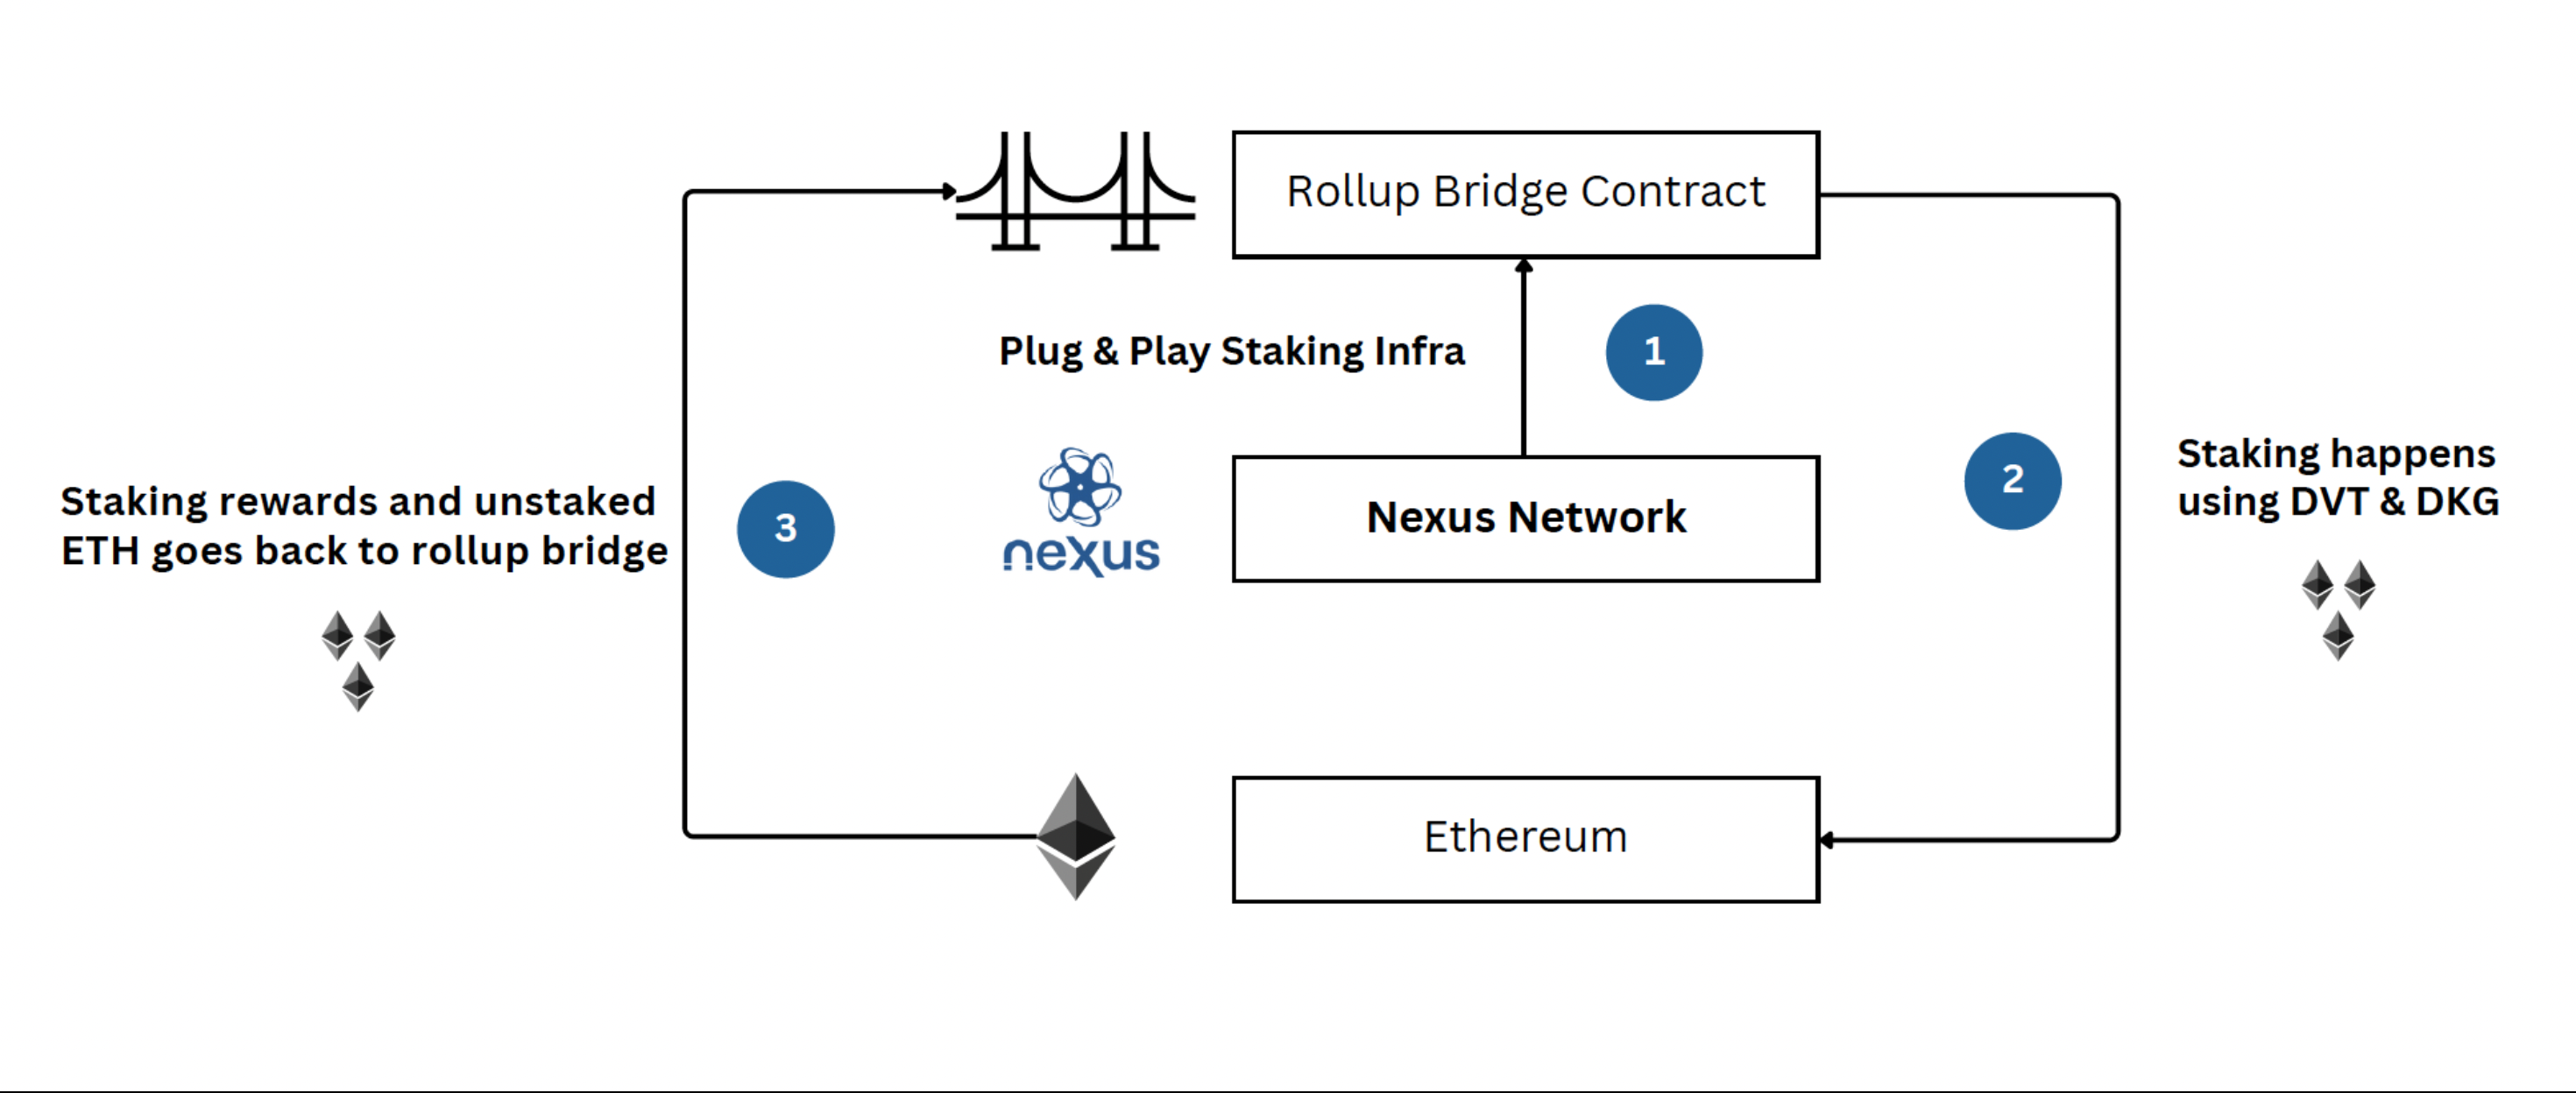 Rollup Bridge Contract
Plug & Play Staking Infra
1
nexus
Nexus Network
2
Staking happens
using DVT & DKG
Staking rewards and unstaked
ETH goes back to rollup bridge
3
Ethereum